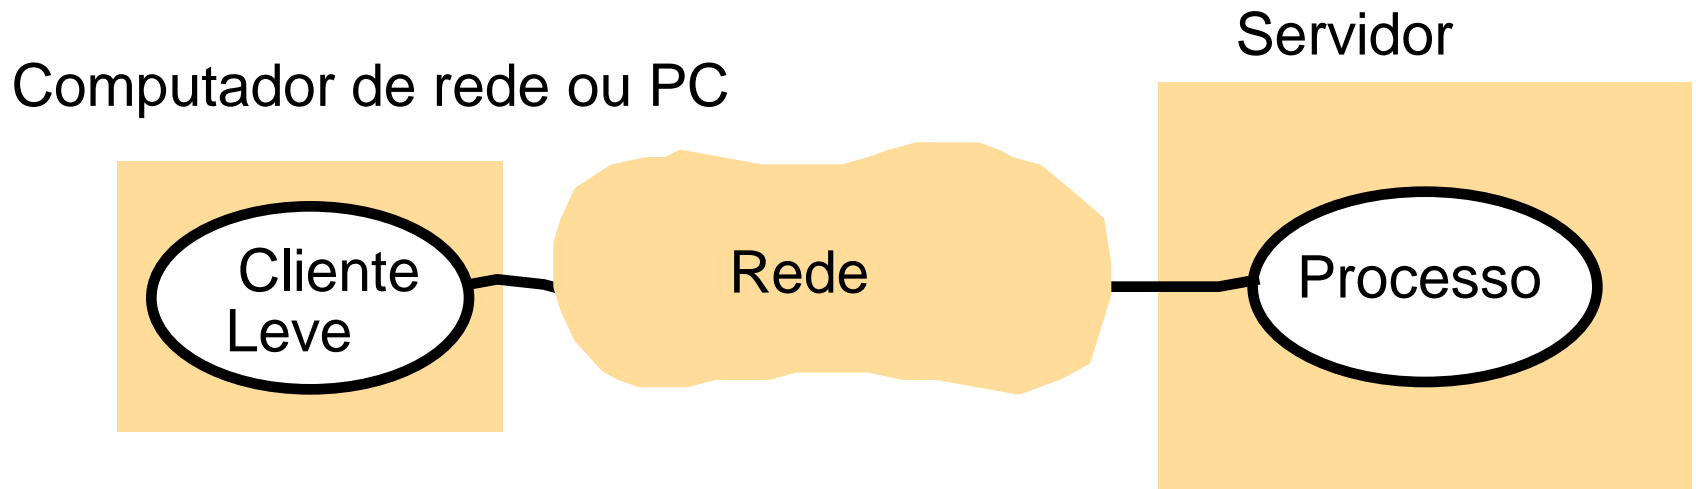 Servidor
Computador de rede ou PC
Cliente
Leve
Rede
Processo